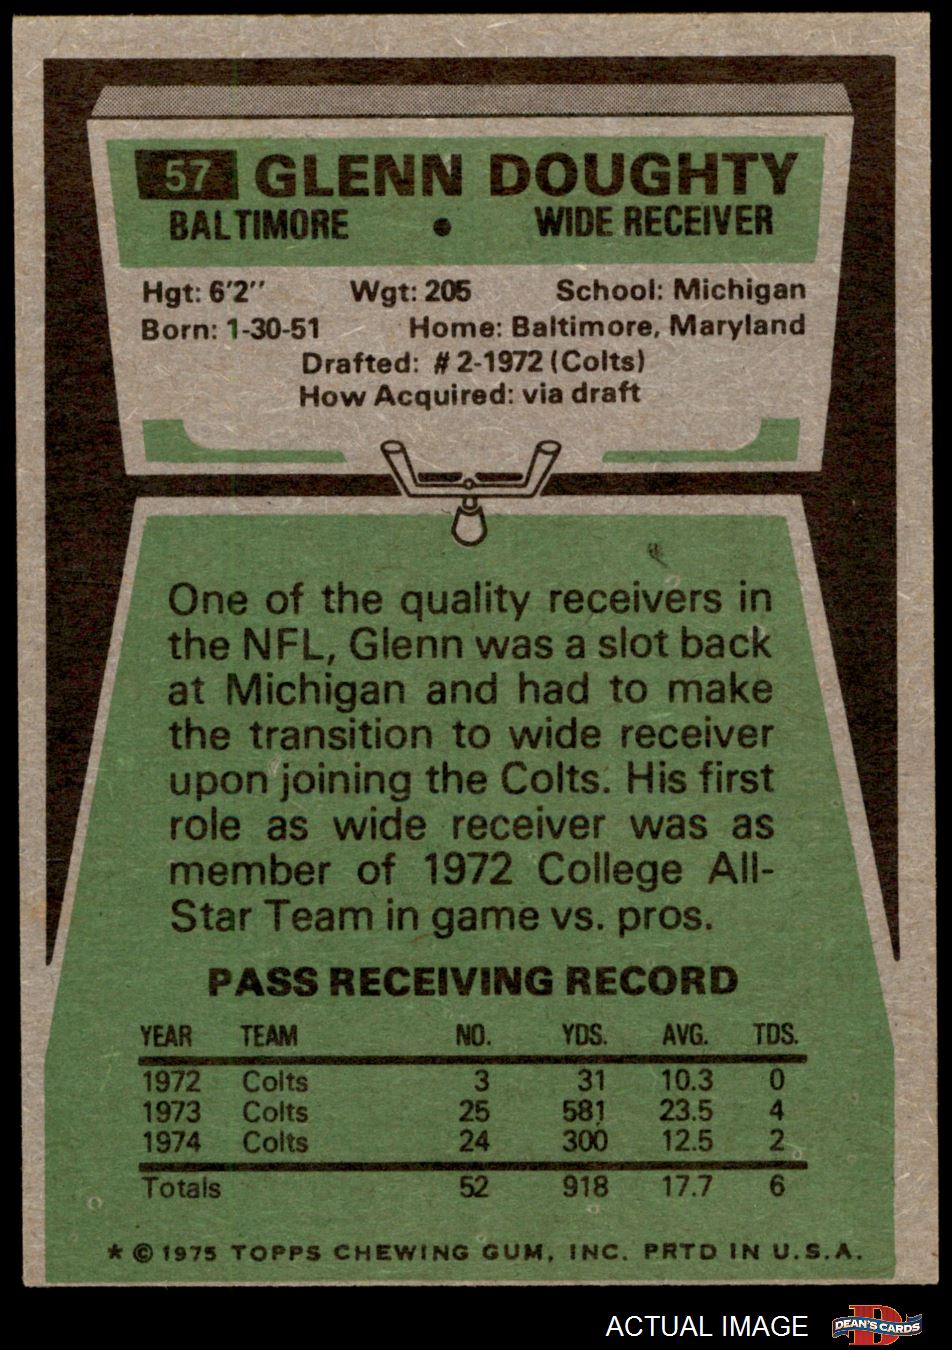 57 GLENN DOUGHTY
BALTIMORE • WIDE RECEIVER
Hgt: 6'2'' Wgt: 205 School: Michigan
Born: 1-30-51 Home: Baltimore, Maryland
Drafted: #2-1972 (Colts)
How Acquired: via draft
One of the quality receivers in
the NFL, Glenn was a slot back
at Michigan and had to make
the transition to wide receiver
upon joining the Colts. His first
role as wide receiver was as
member of 1972 College All-
Star Team in game vs. pros.
PASS RECEIVING RECORD
YEAR TEAM NO. YDS. AVG. TDS.
1972 Colts 3 31 10.3 0
1973 Colts 25 581 23.5 4
1974 Colts 24 300 12.5 2
Totals 52 918 17.7 6
* © 1975 TOPPS CHEWING GUM, INC. PRTD IN U.S.A.
ACTUAL IMAGE
D
DEAN'S CARDS